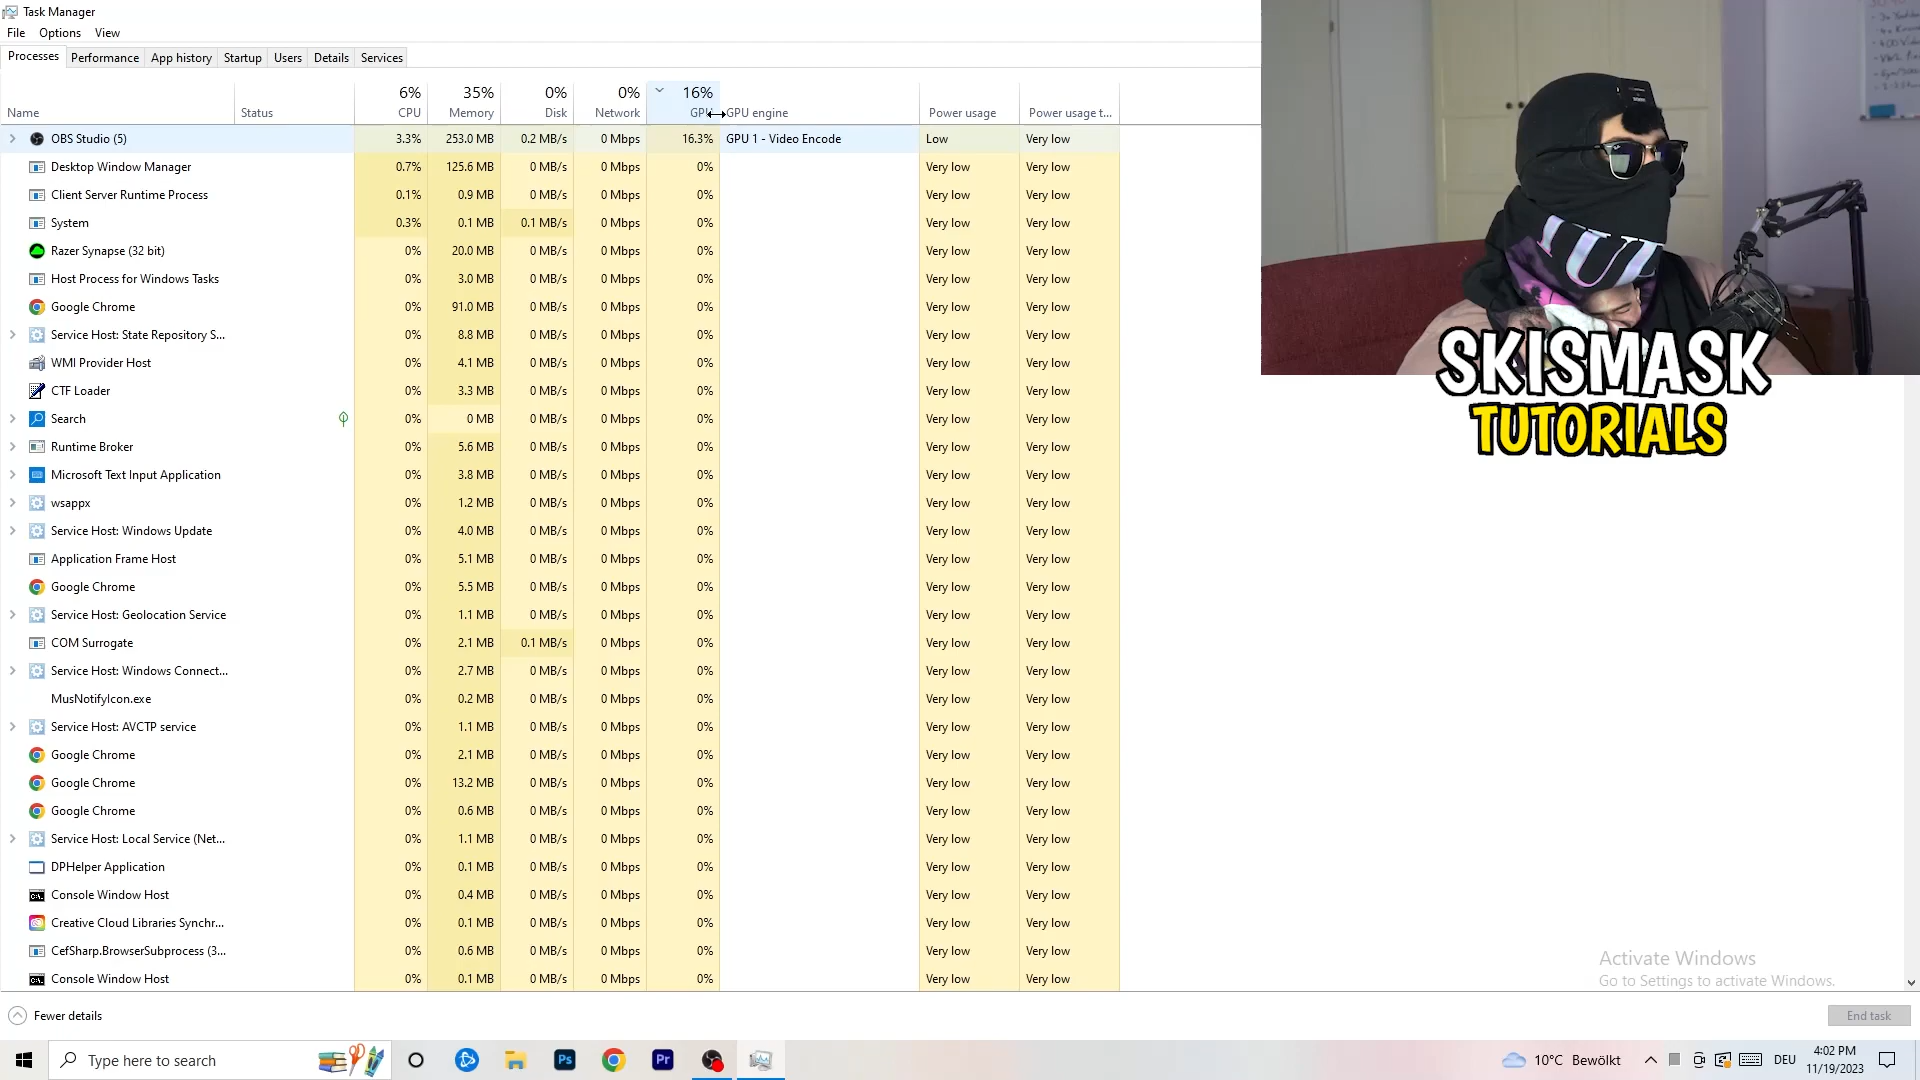 Task Manager
File Options View
Processes Performance App history Startup Users Details Services
6% 35% 0% 0% 16%
Name Status CPU Memory Disk Network GPU GPU engine Power usage Power usage t...
OBS Studio (5) 3.3% 253.0 MB 0.2 MB/s 0 Mbps 16.3% GPU 1 - Video Encode Low Very low
Desktop Window Manager 0.7% 125.6 MB 0 MB/s 0 Mbps 0% Very low Very low
Client Server Runtime Process 0.1% 0.9 MB 0 MB/s 0 Mbps 0% Very low Very low
System 0.3% 0.1 MB 0.1 MB/s 0 Mbps 0% Very low Very low
Razer Synapse (32 bit) 0% 20.0 MB 0 MB/s 0 Mbps 0% Very low Very low
Host Process for Windows Tasks 0% 3.0 MB 0 MB/s 0 Mbps 0% Very low Very low
Google Chrome 0% 91.0 MB 0 MB/s 0 Mbps 0% Very low Very low
Service Host: State Repository S... 0% 8.8 MB 0 MB/s 0 Mbps 0% Very low Very low
WMI Provider Host 0% 4.1 MB 0 MB/s 0 Mbps 0% Very low Very low
CTF Loader 0% 3.3 MB 0 MB/s 0 Mbps 0% Very low Very low
Search 0% 0 MB 0 MB/s 0 Mbps 0% Very low Very low
Runtime Broker 0% 5.6 MB 0 MB/s 0 Mbps 0% Very low Very low
Microsoft Text Input Application 0% 3.8 MB 0 MB/s 0 Mbps 0% Very low Very low
wsappx 0% 1.2 MB 0 MB/s 0 Mbps 0% Very low Very low
Service Host: Windows Update 0% 4.0 MB 0 MB/s 0 Mbps 0% Very low Very low
Application Frame Host 0% 5.1 MB 0 MB/s 0 Mbps 0% Very low Very low
Google Chrome 0% 5.5 MB 0 MB/s 0 Mbps 0% Very low Very low
Service Host: Geolocation Service 0% 1.1 MB 0 MB/s 0 Mbps 0% Very low Very low
COM Surrogate 0% 2.1 MB 0.1 MB/s 0 Mbps 0% Very low Very low
Service Host: Windows Connect... 0% 2.7 MB 0 MB/s 0 Mbps 0% Very low Very low
MusNotifyIcon.exe 0% 0.2 MB 0 MB/s 0 Mbps 0% Very low Very low
Service Host: AVCTP service 0% 1.1 MB 0 MB/s 0 Mbps 0% Very low Very low
Google Chrome 0% 2.1 MB 0 MB/s 0 Mbps 0% Very low Very low
Google Chrome 0% 13.2 MB 0 MB/s 0 Mbps 0% Very low Very low
Google Chrome 0% 0.6 MB 0 MB/s 0 Mbps 0% Very low Very low
Service Host: Local Service (Net... 0% 1.1 MB 0 MB/s 0 Mbps 0% Very low Very low
DPHelper Application 0% 0.1 MB 0 MB/s 0 Mbps 0% Very low Very low
Console Window Host 0% 0.4 MB 0 MB/s 0 Mbps 0% Very low Very low
Creative Cloud Libraries Synchr... 0% 0.1 MB 0 MB/s 0 Mbps 0% Very low Very low
CefSharp.BrowserSubprocess (3... 0% 0.6 MB 0 MB/s 0 Mbps 0% Very low Very low
Console Window Host 0% 0.1 MB 0 MB/s 0 Mbps 0% Very low Very low
SKISMASK
TUTORIALS
Activate Windows
Go to Settings to activate Windows.
Fewer details
End task
Type here to search
Ps
Pr
10°C Bewölkt
DEU
4:02 PM
11/19/2023